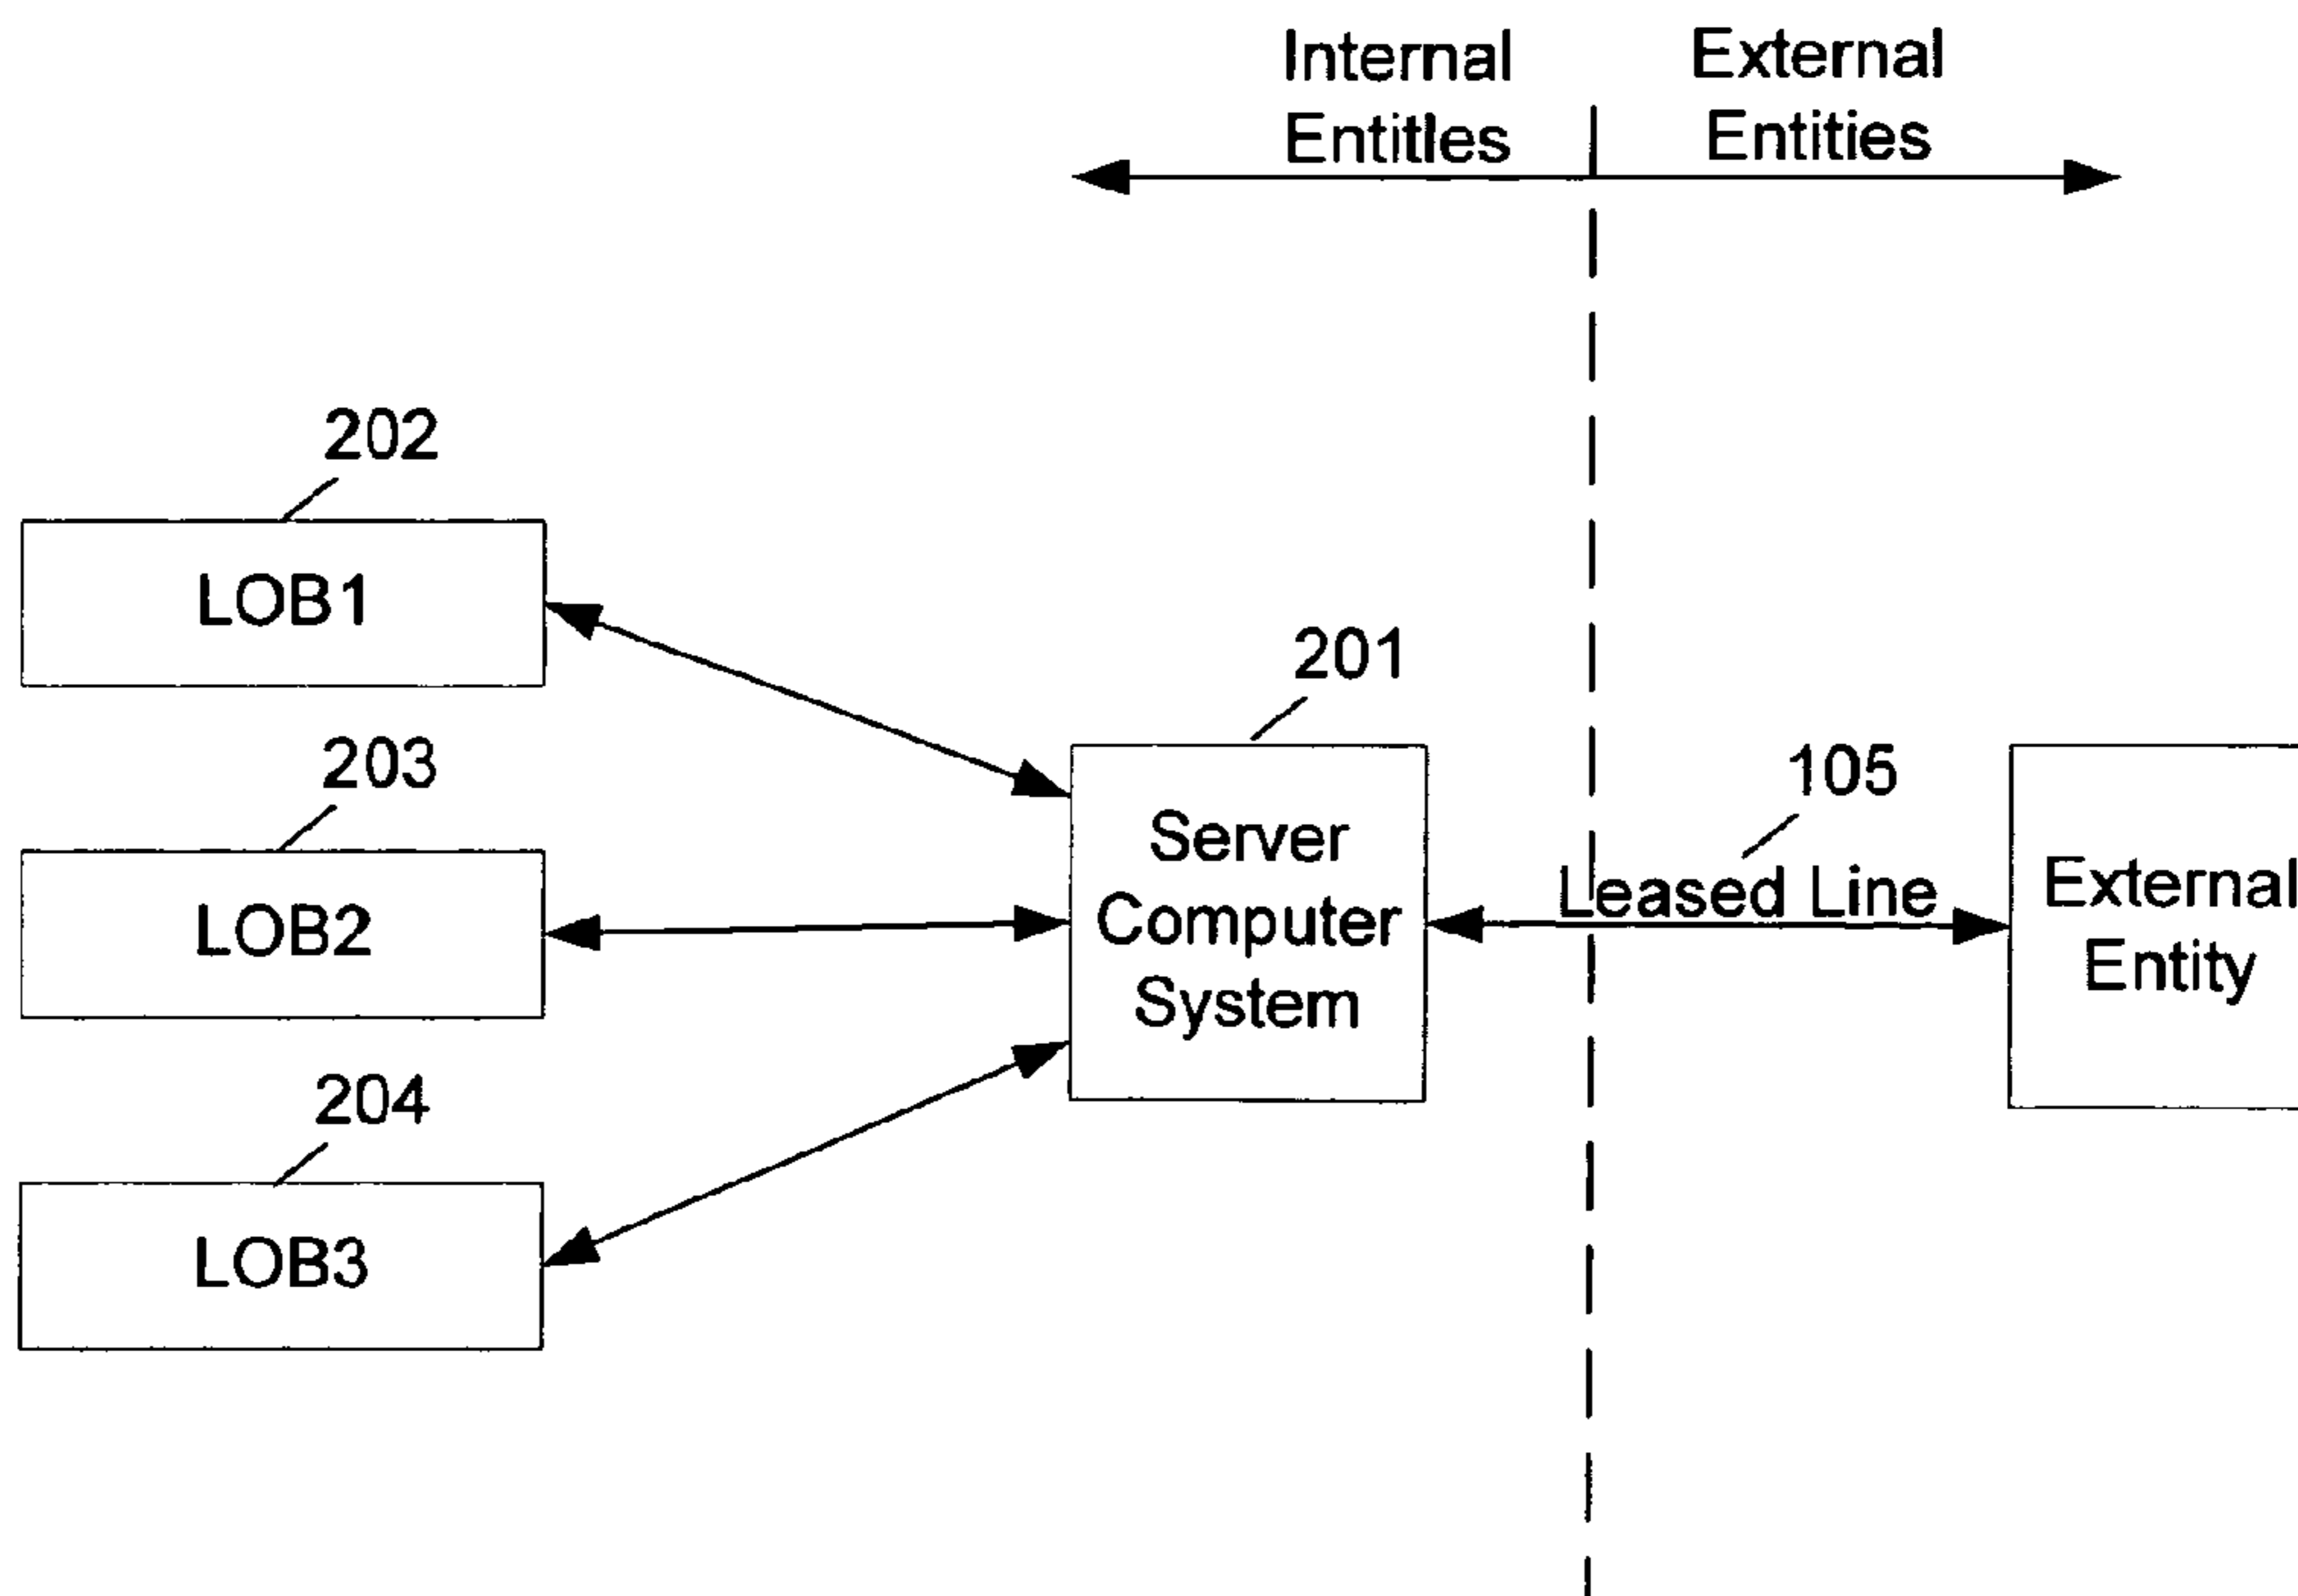 Internal
Entitles
External
Entities
202
LOB1
201
203
105
Server
Computer
System
LOB2
Leased Line
External
Entity
204
LOB3